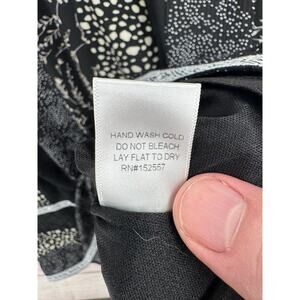 HAND WASH COLD
DO NOT BLEACH
LAY FLAT TO DRY
RN#152557